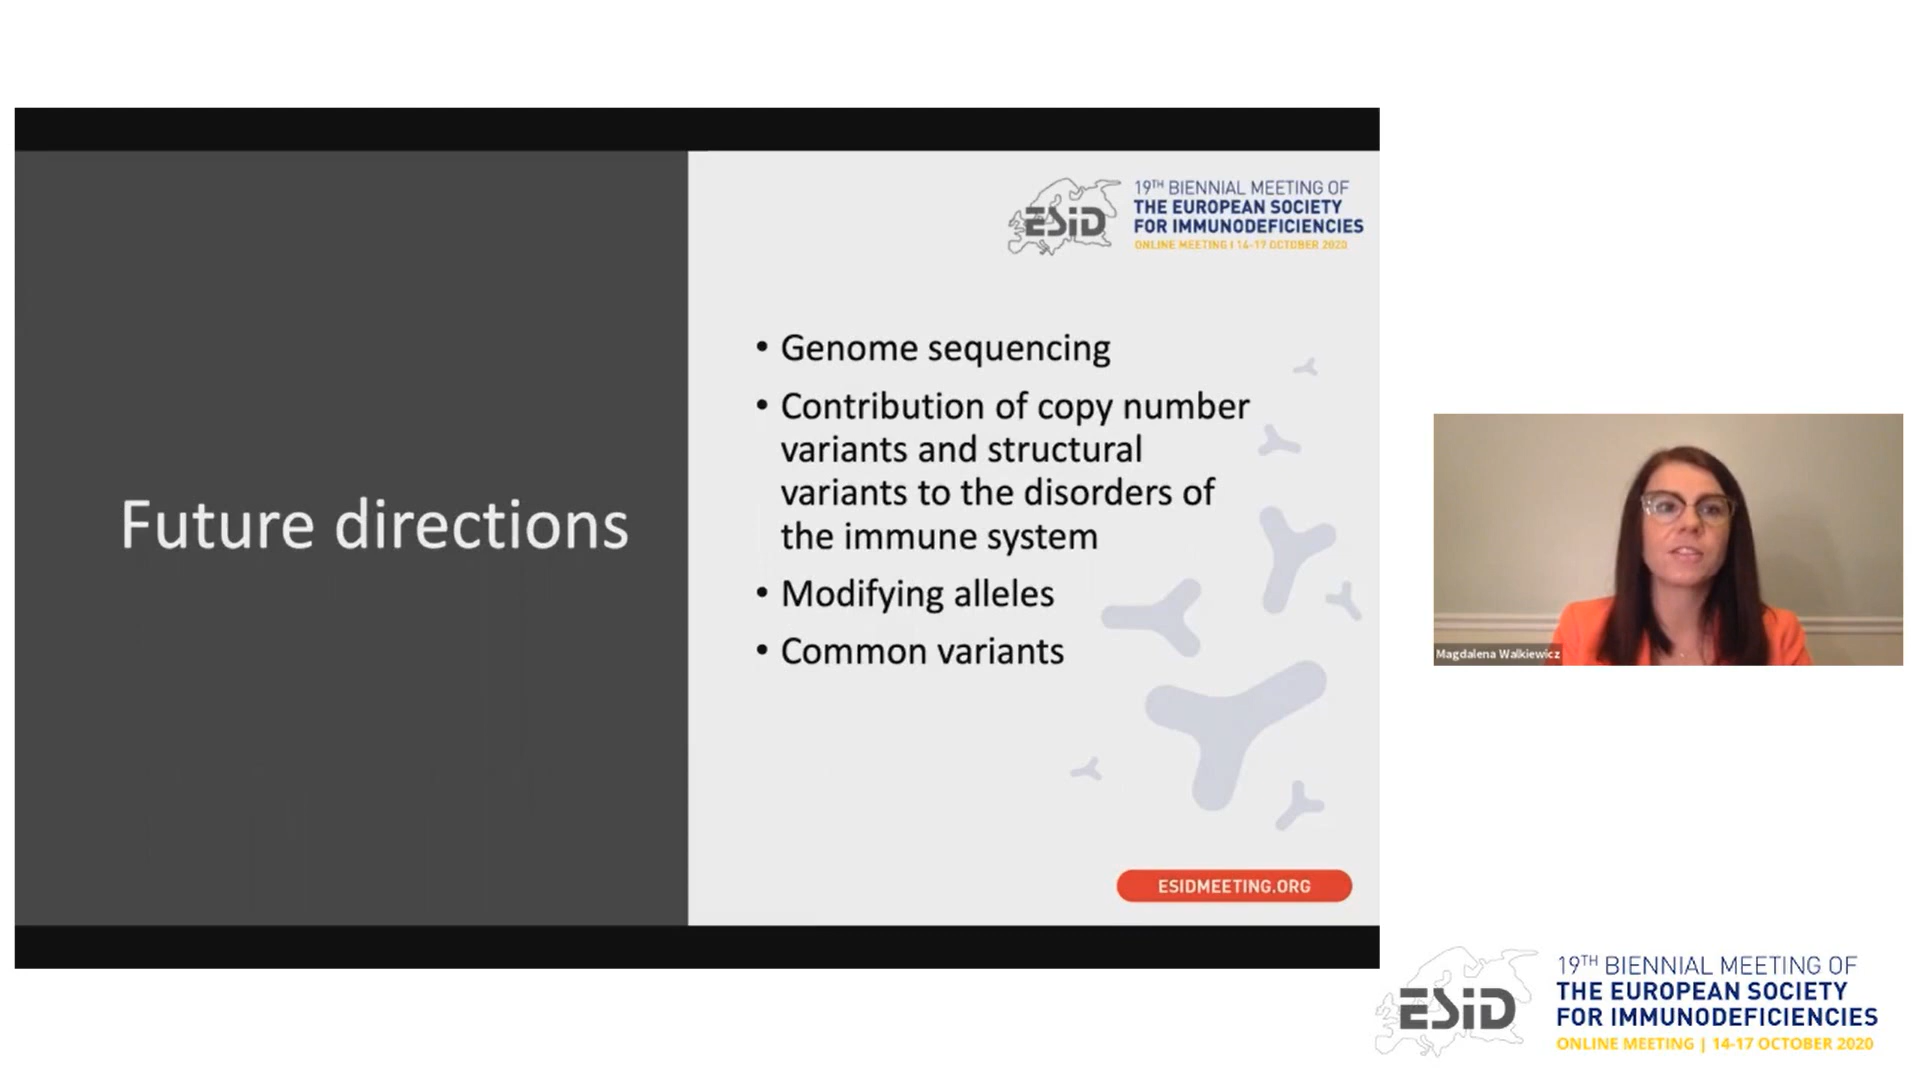 ESiD
19TH BIENNIAL MEETING OF
THE EUROPEAN SOCIETY
FOR IMMUNODEFICIENCIES
ONLINE MEETING | 14-17 OCTOBER 2020
Future directions
• Genome sequencing
• Contribution of copy number
variants and structural
variants to the disorders of
the immune system
• Modifying alleles
• Common variants
ESIDMEETING.ORG
Magdalena Walkiewicz
ESiD
19TH BIENNIAL MEETING OF
THE EUROPEAN SOCIETY
FOR IMMUNODEFICIENCIES
ONLINE MEETING | 14-17 OCTOBER 2020